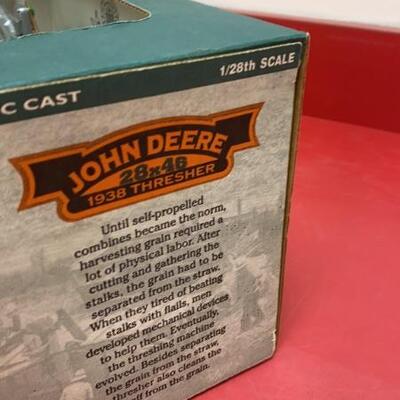 C CAST
1/28th SCALE
JOHN DEERE
28x46
1938 THRESHER
Until self-propelled
combines became the norm,
harvesting grain required a
lot of physical labor. After
cutting and gathering the
stalks, the grain had to be
separated from the straw.
When they tired of beating
stalks with flails, men
developed mechanical devices
to help them. Eventually,
the threshing machine
evolved. Besides separating
the grain from the straw,
thresher also cleans the
from the grain.